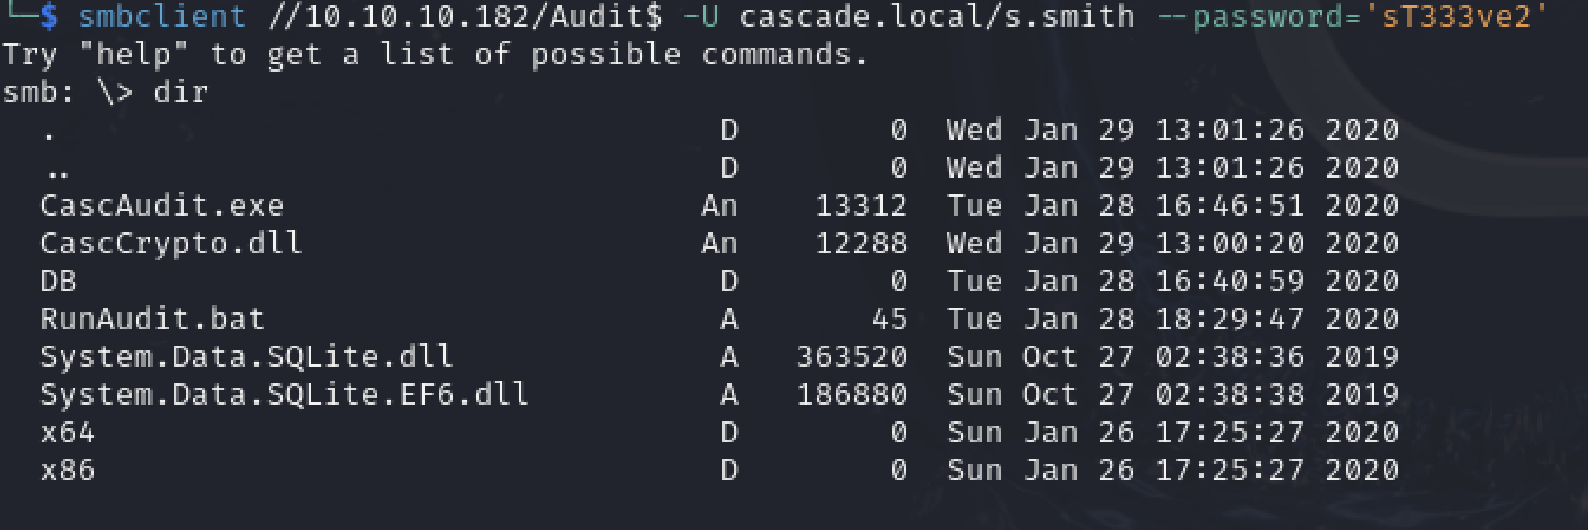 └─$ smbclient //10.10.10.182/Audit$ -U cascade.local/s.smith --password='sT333ve2'
Try "help" to get a list of possible commands.
smb: \> dir
. D 0 Wed Jan 29 13:01:26 2020
.. D 0 Wed Jan 29 13:01:26 2020
CascAudit.exe An 13312 Tue Jan 28 16:46:51 2020
CascCrypto.dll An 12288 Wed Jan 29 13:00:20 2020
DB D 0 Tue Jan 28 16:40:59 2020
RunAudit.bat A 45 Tue Jan 28 18:29:47 2020
System.Data.SQLite.dll A 363520 Sun Oct 27 02:38:36 2019
System.Data.SQLite.EF6.dll A 186880 Sun Oct 27 02:38:38 2019
x64 D 0 Sun Jan 26 17:25:27 2020
x86 D 0 Sun Jan 26 17:25:27 2020